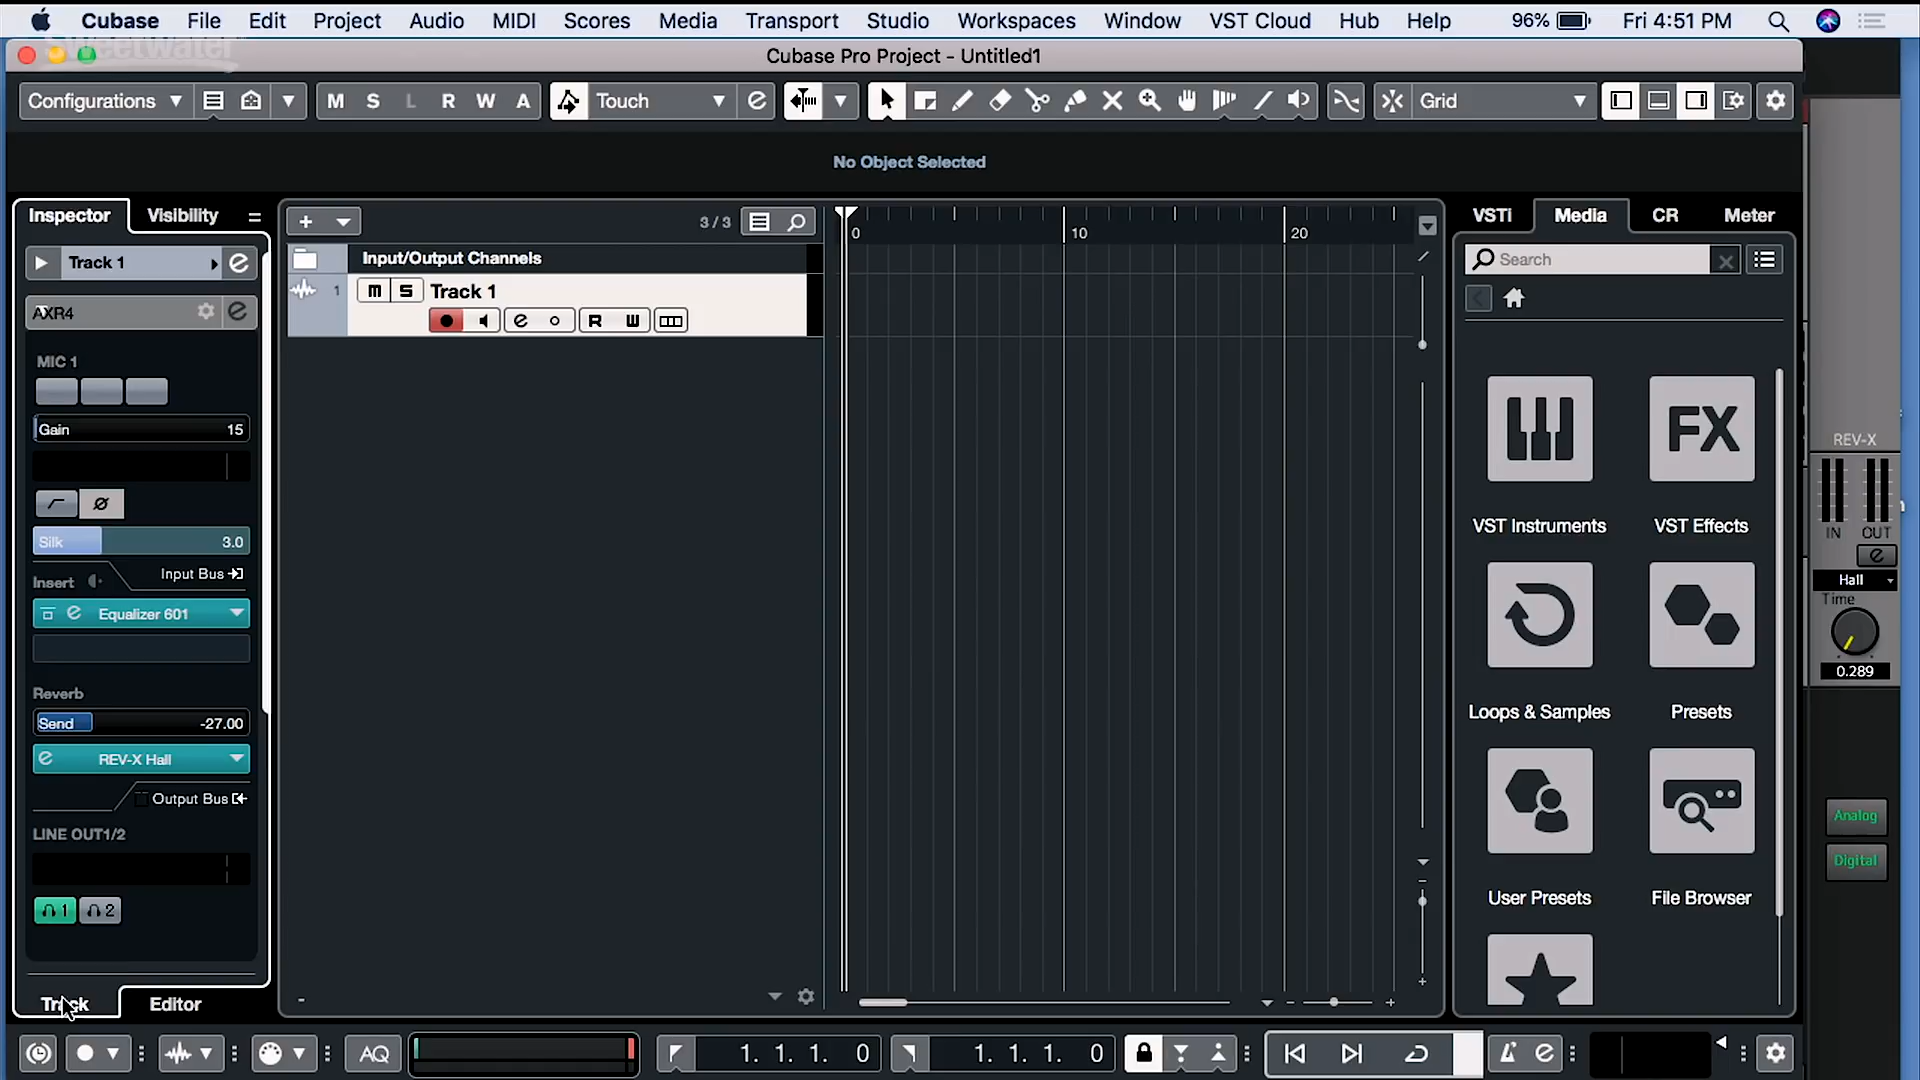 Cubase File Edit Project Audio MIDI Scores Media Transport Studio Workspaces Window VST Cloud Hub Help 96% Fri 4:51 PM
Sweetwater
Cubase Pro Project - Untitled1
Configurations M S L R W A Touch Grid
No Object Selected
Inspector Visibility
3 / 3
0 10 20
VSTi Media CR Meter
Track 1
Input/Output Channels
Search
1 M S Track 1
R W
AXR4
MIC 1
Gain 15
Silk 3.0
Input Bus
Insert
Equalizer 601
Reverb
Send -27.00
REV-X Hall
Output Bus
LINE OUT1/2
1 2
Track Editor
FX
VST Instruments VST Effects
Loops & Samples Presets
User Presets File Browser
REV-X
IN OUT
Hall
Time
0.289
Analog
Digital
AQ 1. 1. 1. 0 1. 1. 1. 0